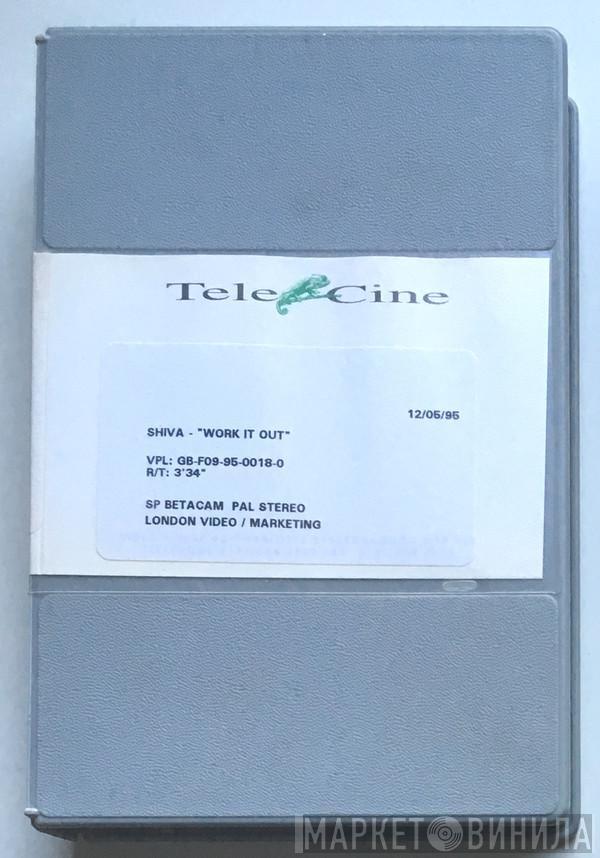 Tele Cine
12/05/95
SHIVA - "WORK IT OUT"
VPL: GB-F09-95-0018-0
R/T: 3'34"
SP BETACAM PAL STEREO
LONDON VIDEO / MARKETING
МАРКЕТ ВИНИЛА